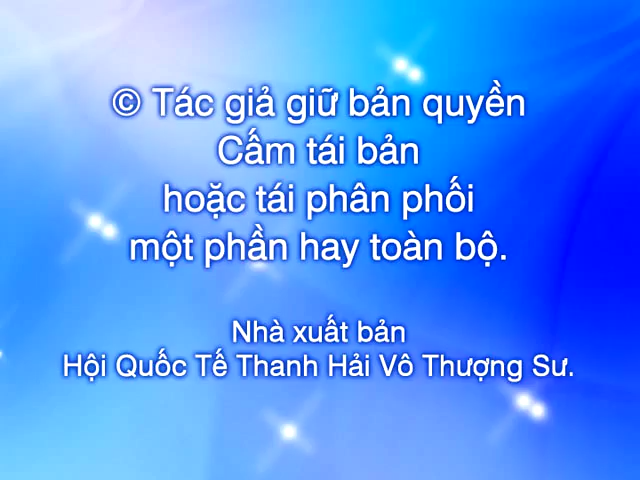 © Tác giả giữ bản quyền
Cấm tái bản
hoặc tái phân phối
một phần hay toàn bộ.
Nhà xuất bản
Hội Quốc Tế Thanh Hải Vô Thượng Sư.